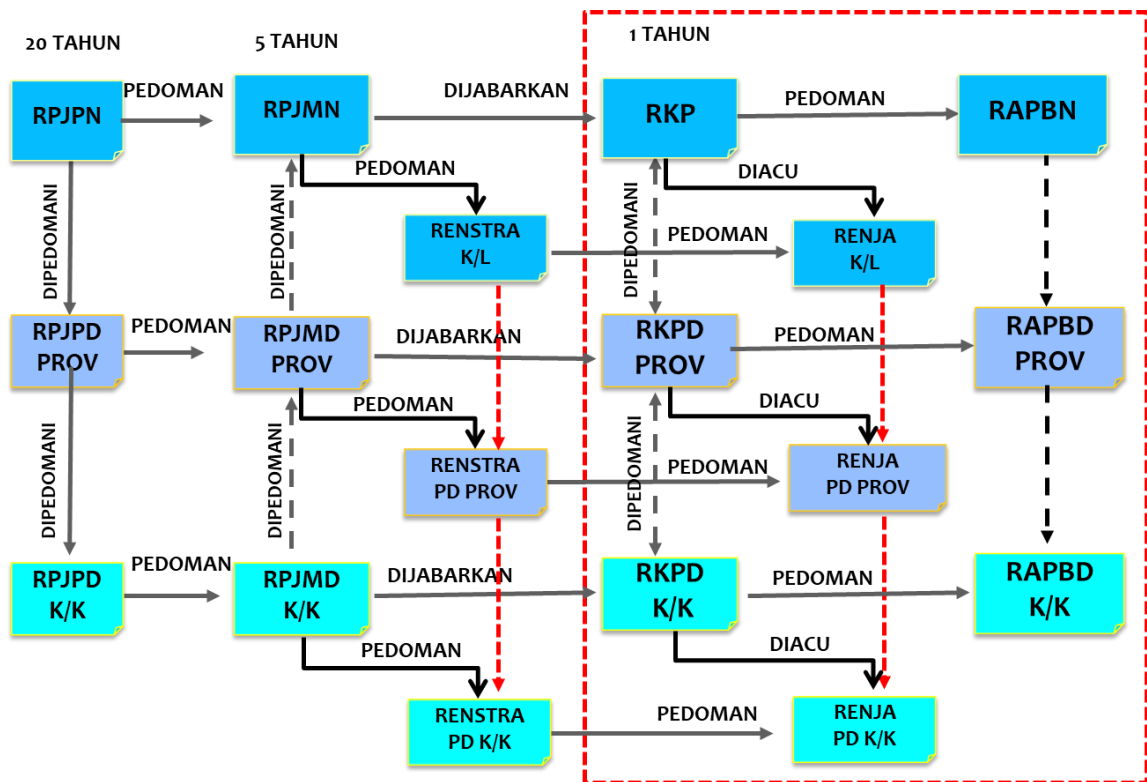 20 TAHUN
5 TAHUN
1 TAHUN
RPJPN
PEDOMAN
RPJMN
DIJABARKAN
RKP
PEDOMAN
RAPBN
DIPEDOMANI
DIPEDOMANI
PEDOMAN
DIPEDOMANI
DIACU
RENSTRA
K/L
PEDOMAN
RENJA
K/L
RPJPD
PROV
PEDOMAN
RPJMD
PROV
DIJABARKAN
RKPD
PROV
PEDOMAN
RAPBD
PROV
DIPEDOMANI
DIPEDOMANI
PEDOMAN
DIPEDOMANI
DIACU
RENSTRA
PD PROV
PEDOMAN
RENJA
PD PROV
RPJPD
K/K
PEDOMAN
RPJMD
K/K
DIJABARKAN
RKPD
K/K
PEDOMAN
RAPBD
K/K
PEDOMAN
DIACU
RENSTRA
PD K/K
PEDOMAN
RENJA
PD K/K